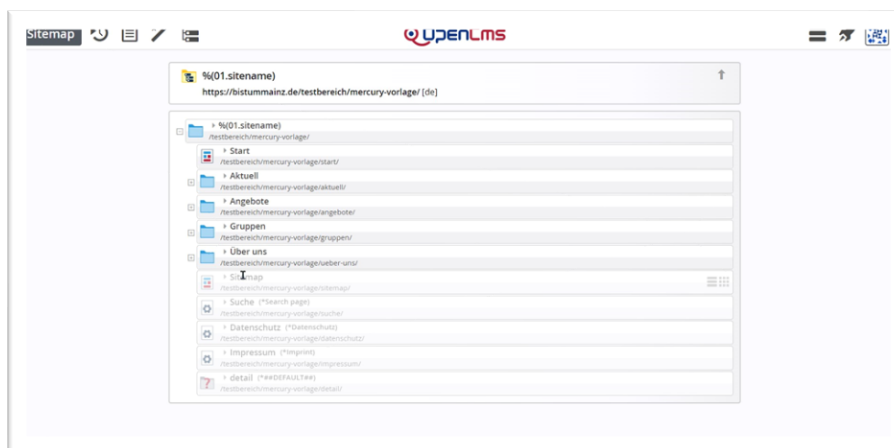 Sitemap
OpenCms
%(01.sitename)
https://bistummainz.de/testbereich/mercury-vorlage/ [de]
%(01.sitename)
/testbereich/mercury-vorlage/
Start
/testbereich/mercury-vorlage/start/
Aktuell
/testbereich/mercury-vorlage/aktuell/
Angebote
/testbereich/mercury-vorlage/angebote/
Gruppen
/testbereich/mercury-vorlage/gruppen/
Über uns
/testbereich/mercury-vorlage/ueber-uns/
Sitemap
/testbereich/mercury-vorlage/sitemap/
Suche (*Search page)
/testbereich/mercury-vorlage/suche/
Datenschutz (*Datenschutz)
/testbereich/mercury-vorlage/datenschutz/
Impressum (*Imprint)
/testbereich/mercury-vorlage/impressum/
detail (*##DEFAULT##)
/testbereich/mercury-vorlage/detail/